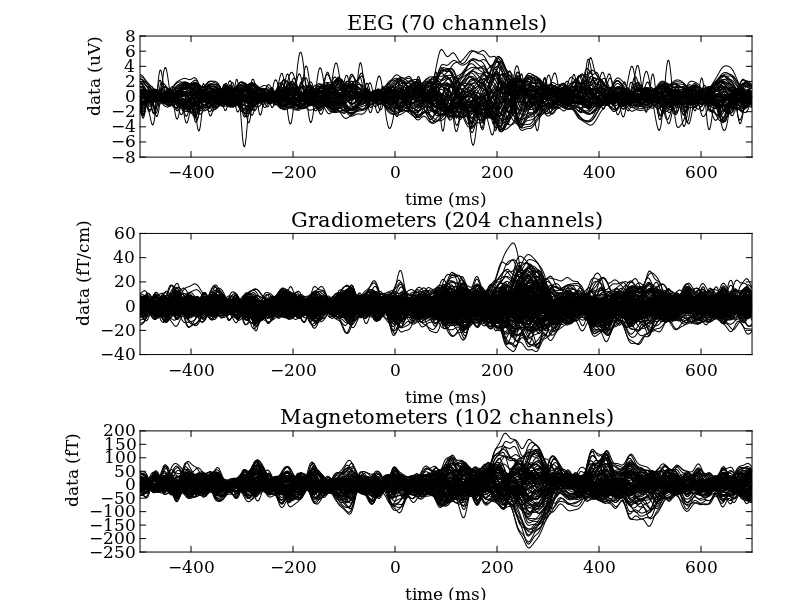 EEG (70 channels)
data (uV)
8
6
4
2
0
−2
−4
−6
−8
−400 −200 0 200 400 600
time (ms)
Gradiometers (204 channels)
data (fT/cm)
60
40
20
0
−20
−40
−400 −200 0 200 400 600
time (ms)
Magnetometers (102 channels)
data (fT)
200
150
100
50
0
−50
−100
−150
−200
−250
−400 −200 0 200 400 600
time (ms)